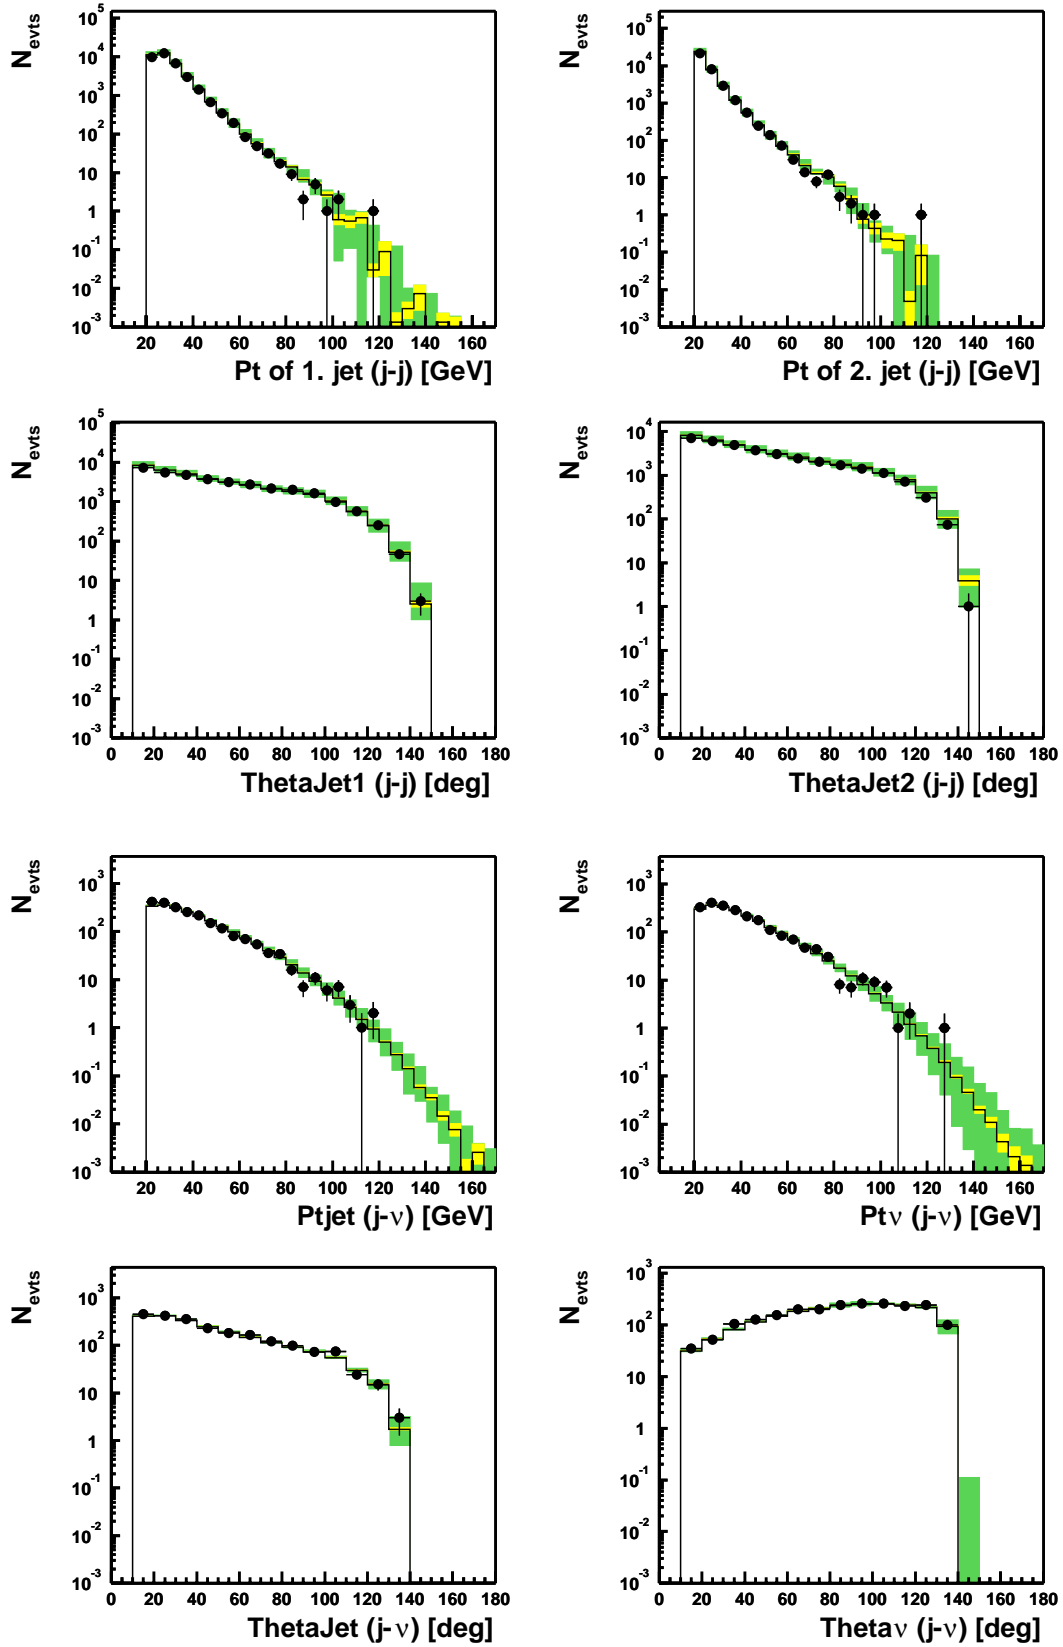 N_evts
10^5
10^4
10^3
10^2
10
1
10^-1
10^-2
10^-3
20 40 60 80 100 120 140 160
Pt of 1. jet (j-j) [GeV]
N_evts
10^5
10^4
10^3
10^2
10
1
10^-1
10^-2
10^-3
20 40 60 80 100 120 140 160
Pt of 2. jet (j-j) [GeV]
N_evts
10^5
10^4
10^3
10^2
10
1
10^-1
10^-2
10^-3
0 20 40 60 80 100 120 140 160 180
ThetaJet1 (j-j) [deg]
N_evts
10^4
10^3
10^2
10
1
10^-1
10^-2
10^-3
0 20 40 60 80 100 120 140 160 180
ThetaJet2 (j-j) [deg]
N_evts
10^3
10^2
10
1
10^-1
10^-2
10^-3
20 40 60 80 100 120 140 160
Ptjet (j-ν) [GeV]
N_evts
10^3
10^2
10
1
10^-1
10^-2
10^-3
20 40 60 80 100 120 140 160
Ptν (j-ν) [GeV]
N_evts
10^3
10^2
10
1
10^-1
10^-2
10^-3
0 20 40 60 80 100 120 140 160 180
ThetaJet (j-ν) [deg]
N_evts
10^3
10^2
10
1
10^-1
10^-2
10^-3
0 20 40 60 80 100 120 140 160 180
Thetaν (j-ν) [deg]